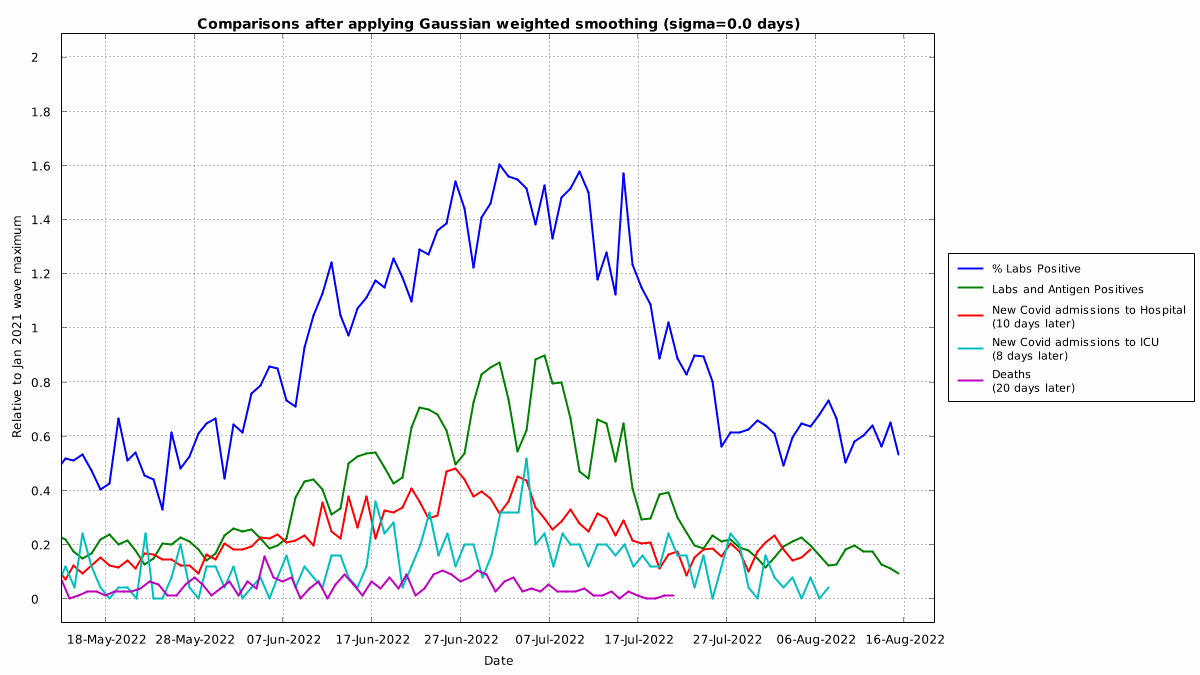 Comparisons after applying Gaussian weighted smoothing (sigma=0.0 days)
2
1.8
1.6
1.4
1.2
1
0.8
0.6
0.4
0.2
0
Relative to Jan 2021 wave maximum
18-May-2022 28-May-2022 07-Jun-2022 17-Jun-2022 27-Jun-2022 07-Jul-2022 17-Jul-2022 27-Jul-2022 06-Aug-2022 16-Aug-2022
Date
% Labs Positive
Labs and Antigen Positives
New Covid admissions to Hospital
(10 days later)
New Covid admissions to ICU
(8 days later)
Deaths
(20 days later)